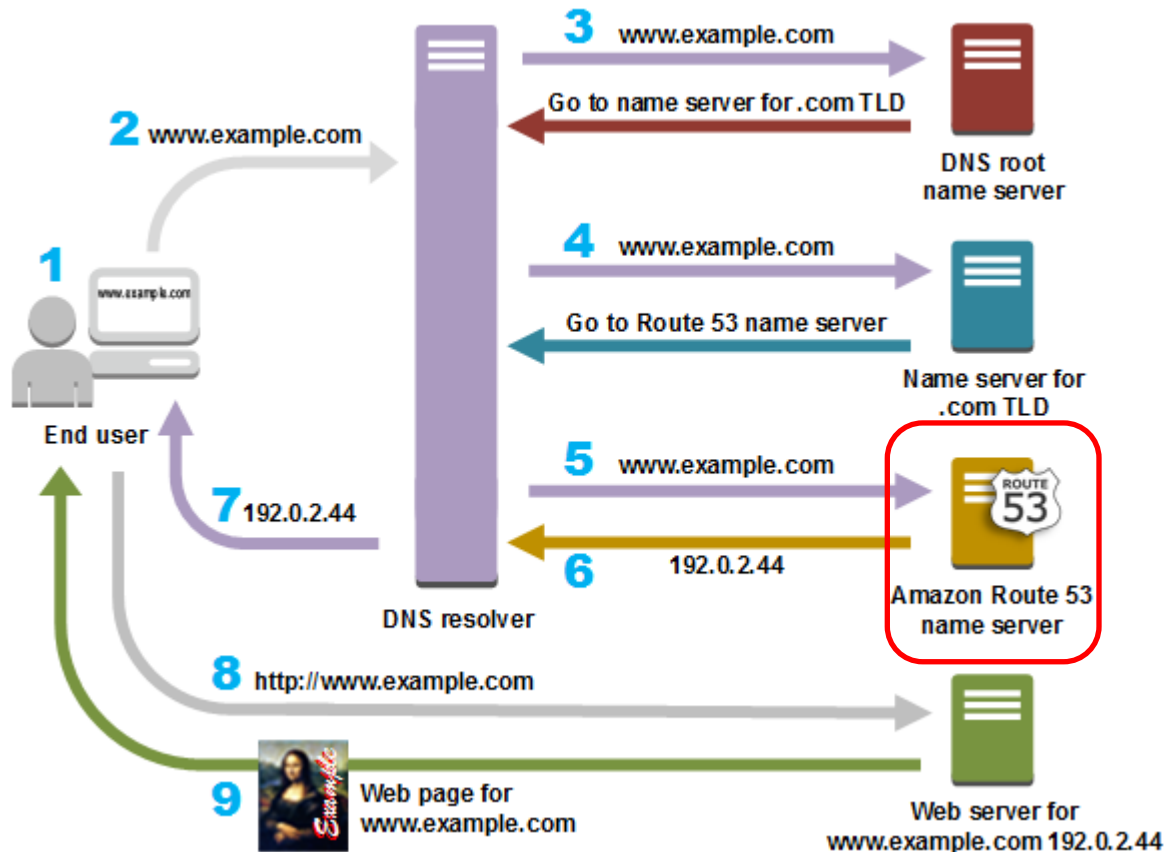 3 www.example.com
Go to name server for .com TLD
DNS root
name server
2 www.example.com
1
www.example.com
End user
4 www.example.com
Go to Route 53 name server
Name server for
.com TLD
5 www.example.com
ROUTE
53
6 192.0.2.44
Amazon Route 53
name server
7 192.0.2.44
DNS resolver
8 http://www.example.com
9
Example
Web page for
www.example.com
Web server for
www.example.com 192.0.2.44